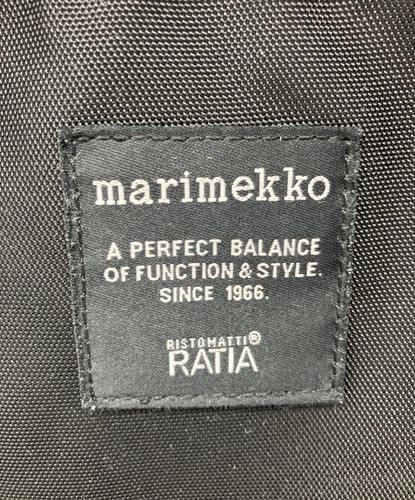 marimekko
A PERFECT BALANCE
OF FUNCTION & STYLE.
SINCE 1966.
RISTOMATTI®
RATIA